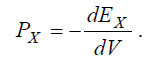 P_X = -\frac{dE_X}{dV}.